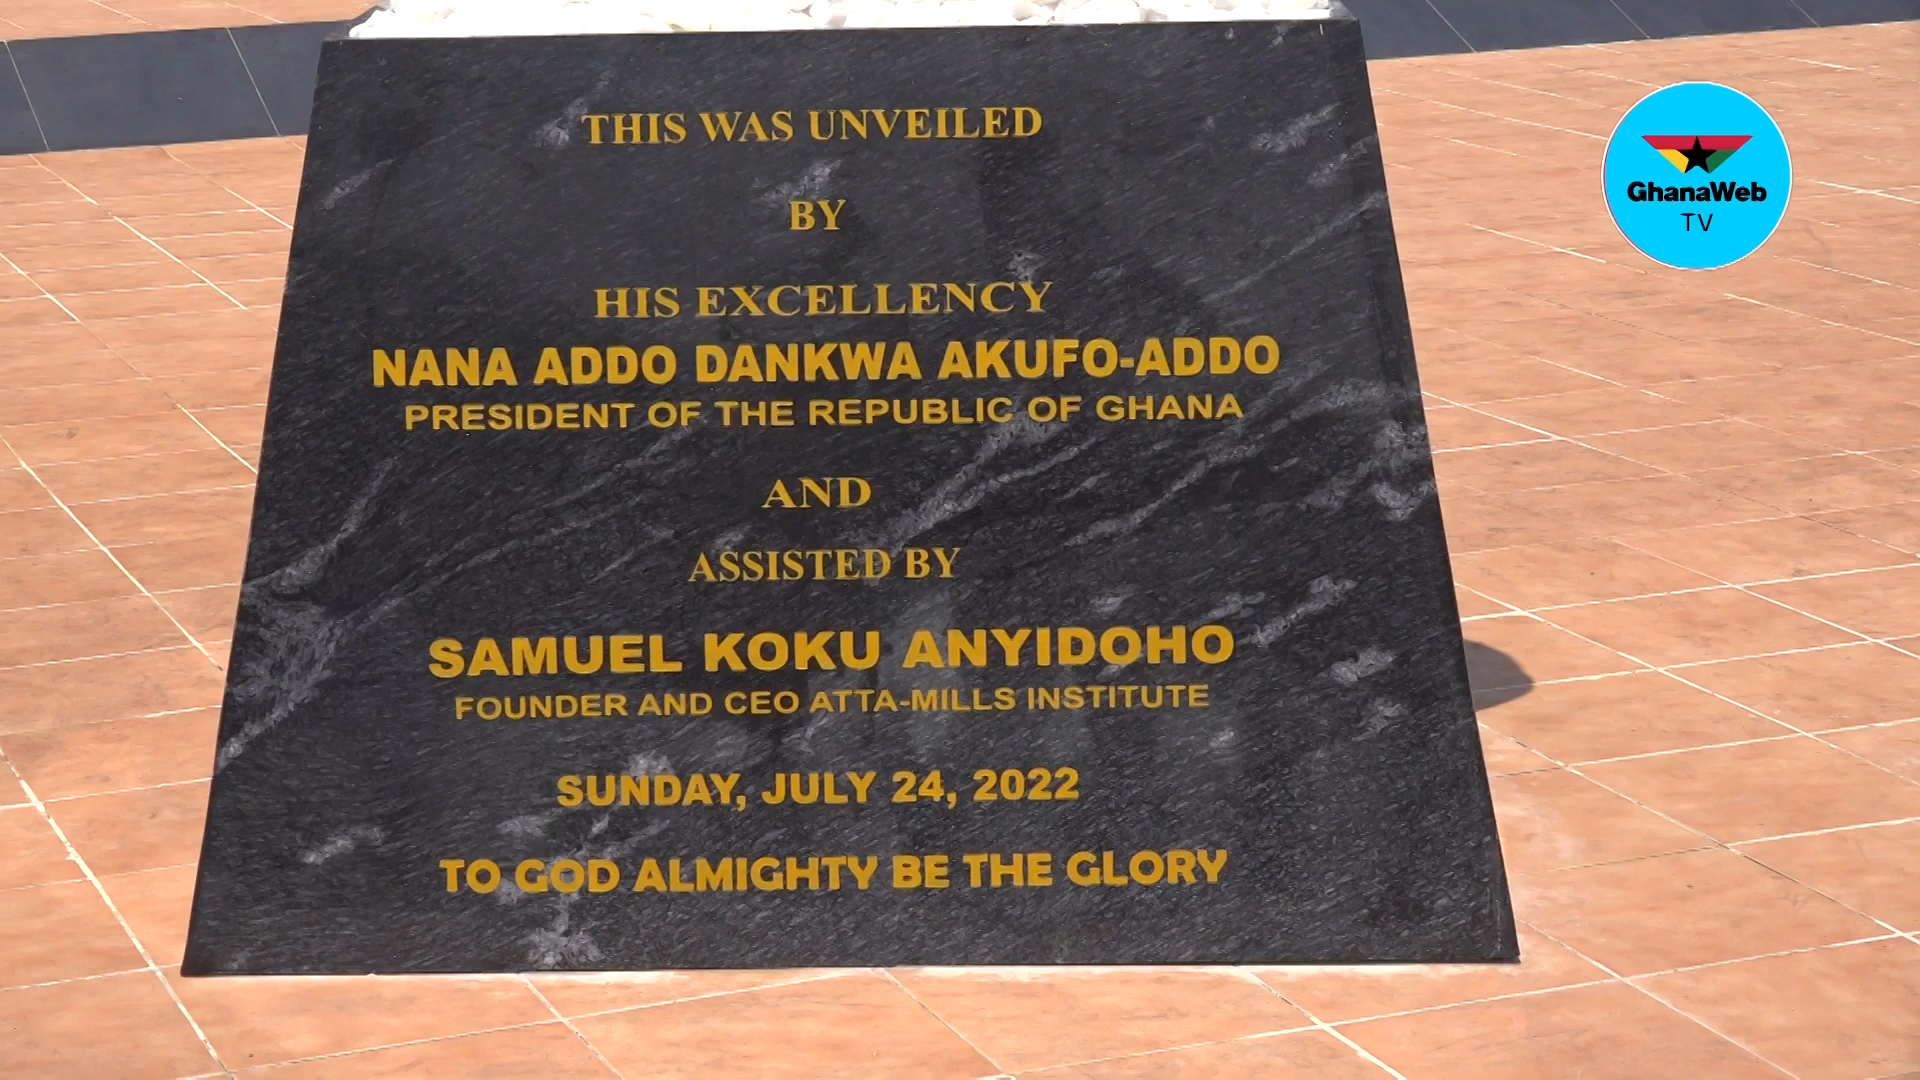 THIS WAS UNVEILED
BY
HIS EXCELLENCY
NANA ADDO DANKWA AKUFO-ADDO
PRESIDENT OF THE REPUBLIC OF GHANA
AND
ASSISTED BY
SAMUEL KOKU ANYIDOHO
FOUNDER AND CEO ATTA-MILLS INSTITUTE
SUNDAY, JULY 24, 2022
TO GOD ALMIGHTY BE THE GLORY
GhanaWeb
TV